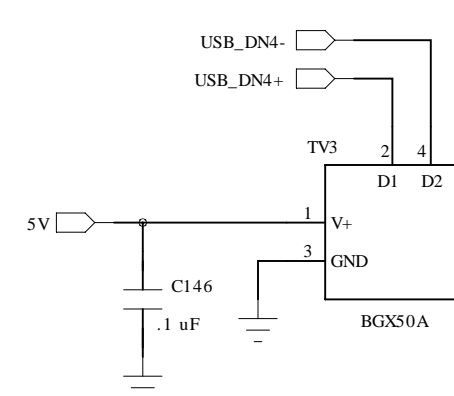 USB_DN4-
USB_DN4+
TV3
2 4
D1 D2
5V
1 V+
3 GND
C146
.1 uF
BGX50A